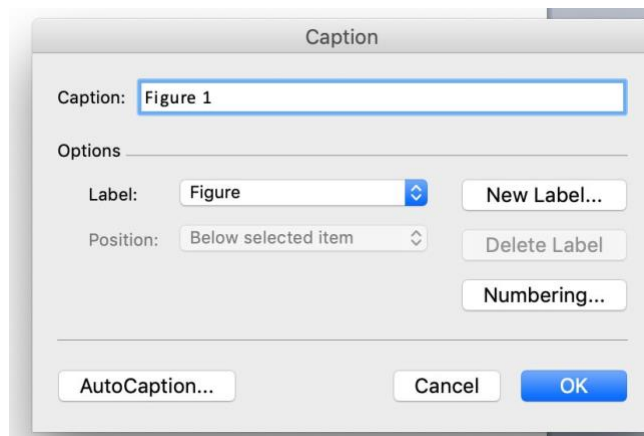 Caption
Caption: Figure 1
Options
Label: Figure New Label...
Position: Below selected item Delete Label
Numbering...
AutoCaption... Cancel OK